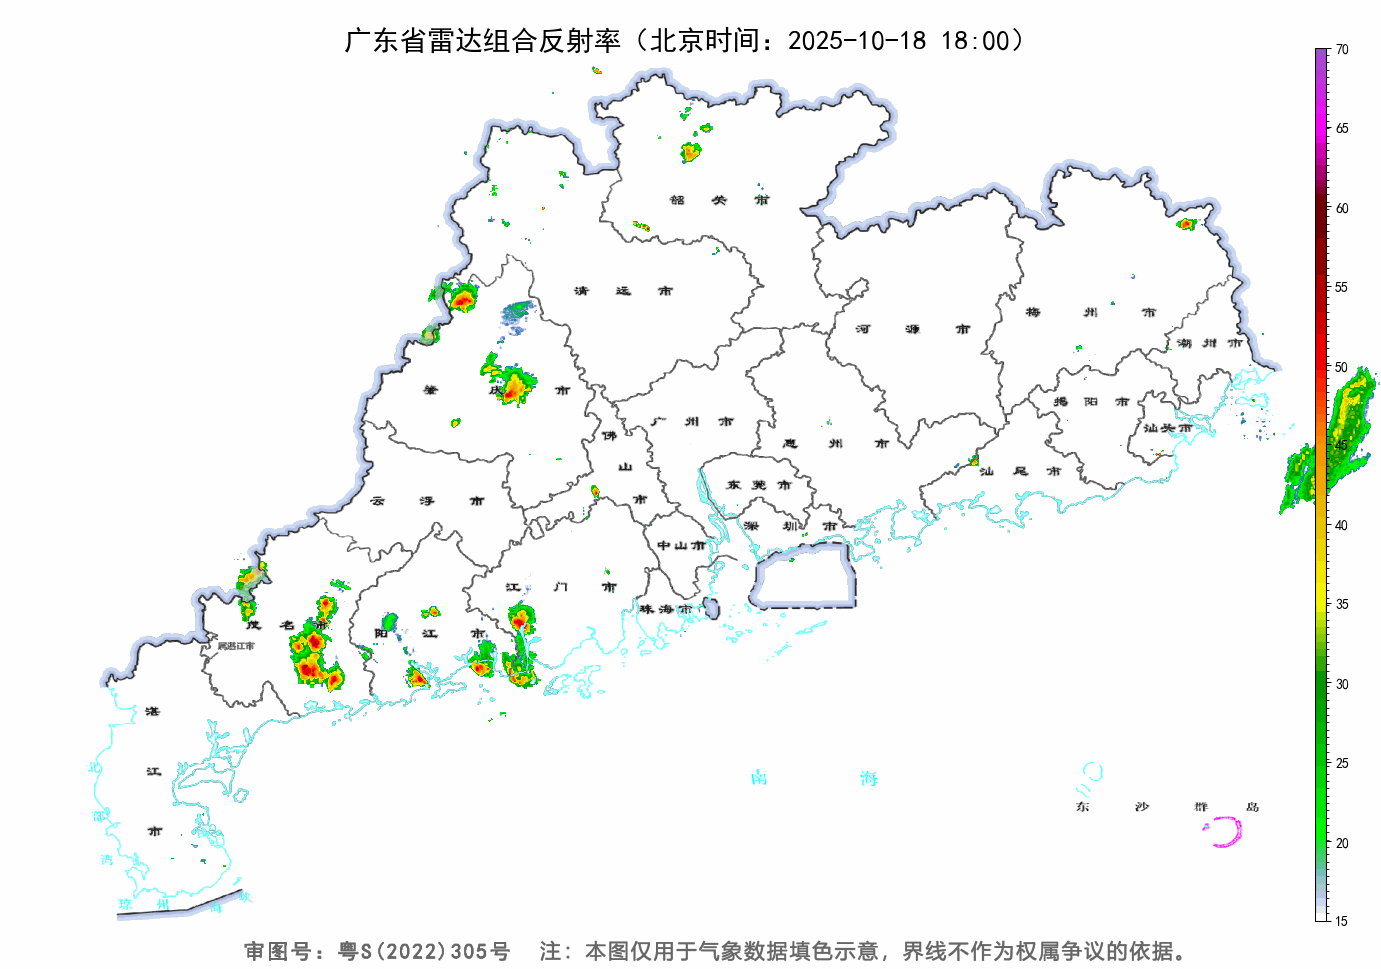 广东省雷达组合反射率（北京时间：2025-10-18 18:00）
70
65
60
55
50
45
40
35
30
25
20
15
韶关市
清远市
河源市
梅州市
潮州市
肇庆市
广州市
惠州市
揭阳市
汕头市
佛山市
云浮市
东莞市
汕尾市
深圳市
中山市
江门市
珠海市
茂名市
阳江市
属湛江市
湛江市
北部湾
琼州海峡
南海
东沙群岛
审图号：粤S(2022)305号 注：本图仅用于气象数据填色示意，界线不作为权属争议的依据。